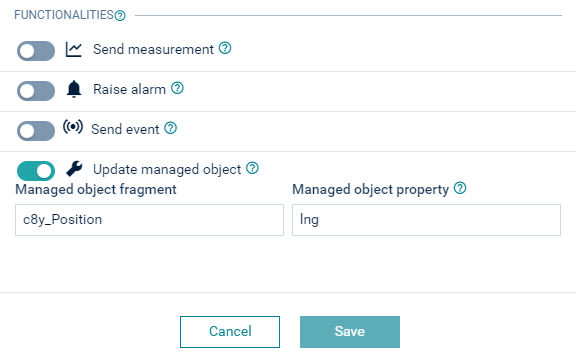 FUNCTIONALITIES
Send measurement
Raise alarm
Send event
Update managed object
Managed object fragment Managed object property
c8y_Position lng
Cancel Save